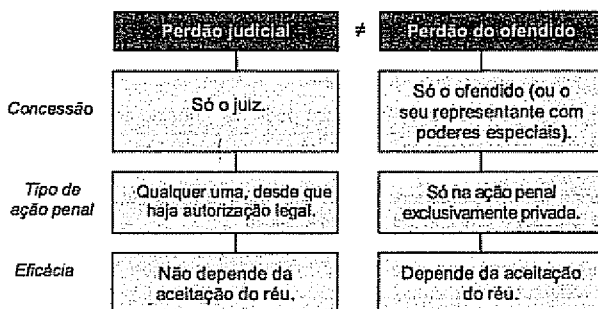 Perdão judicial ≠ Perdão do ofendido
Concessão
Só o juiz.
Só o ofendido (ou o
seu representante com
poderes especiais).
Tipo de
ação penal
Qualquer uma, desde que
haja autorização legal.
Só na ação penal
exclusivamente privada.
Eficácia
Não depende da
aceitação do réu.
Depende da aceitação
do réu.